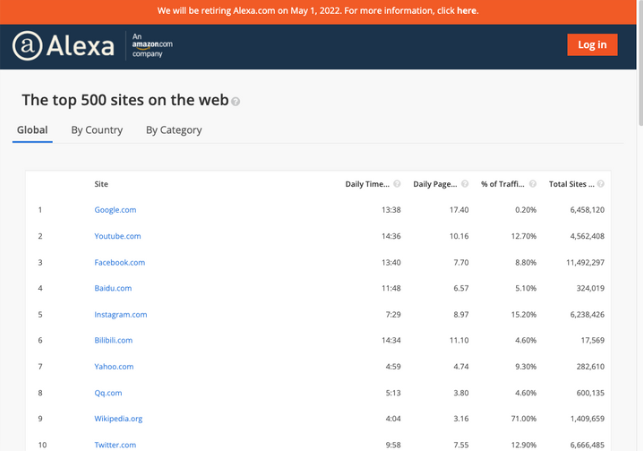 We will be retiring Alexa.com on May 1, 2022. For more information, click here.
a Alexa
An
amazon.com
company
Log in
The top 500 sites on the web ?
Global By Country By Category
Site Daily Time... ? Daily Page... ? % of Traffi... ? Total Sites ... ?
1 Google.com 13:38 17.40 0.20% 6,458,120
2 Youtube.com 14:36 10.16 12.70% 4,562,408
3 Facebook.com 13:40 7.70 8.80% 11,492,297
4 Baidu.com 11:48 6.57 5.10% 324,019
5 Instagram.com 7:29 8.97 15.20% 6,238,426
6 Bilibili.com 14:34 11.10 4.60% 17,569
7 Yahoo.com 4:59 4.74 9.30% 282,610
8 Qq.com 5:13 3.80 4.60% 600,135
9 Wikipedia.org 4:04 3.16 71.00% 1,409,659
10 Twitter.com 9:58 7.55 12.90% 6,666,485